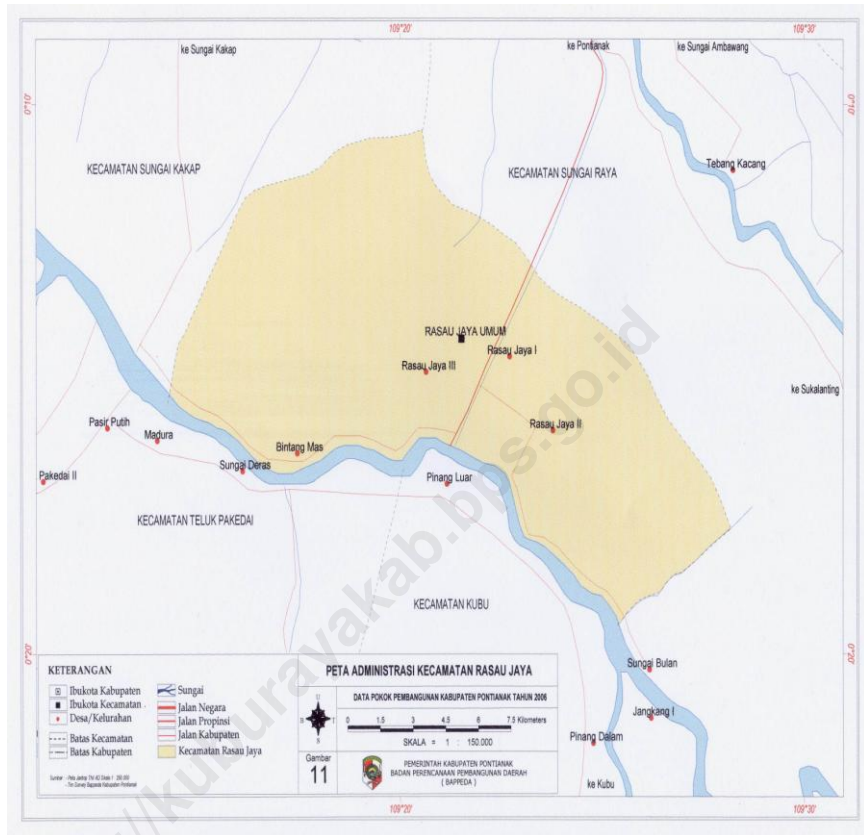 109°20'
109°30'
ke Sungai Kakap
ke Pontianak
ke Sungai Ambawang
0°10'
0°10'
KECAMATAN SUNGAI KAKAP
KECAMATAN SUNGAI RAYA
Tebang Kacang
RASAU JAYA UMUM
Rasau Jaya I
Rasau Jaya III
ke Sukalanting
Pasir Putih
Madura
Rasau Jaya II
Bintang Mas
Sungai Deras
Pakedai II
Pinang Luar
KECAMATAN TELUK PAKEDAI
KECAMATAN KUBU
0°20'
0°20'
Sungai Bulan
Jangkang I
Pinang Dalam
ke Kubu
KETERANGAN
Ibukota Kabupaten
Ibukota Kecamatan
Desa/Kelurahan
Batas Kecamatan
Batas Kabupaten
Sungai
Jalan Negara
Jalan Propinsi
Jalan Kabupaten
Kecamatan Rasau Jaya
PETA ADMINISTRASI KECAMATAN RASAU JAYA
DATA POKOK PEMBANGUNAN KABUPATEN PONTIANAK TAHUN 2006
U
B
T
S
0 1.5 3 4.5 6 7.5 Kilometers
SKALA = 1 : 150.000
Gambar
11
PEMERINTAH KABUPATEN PONTIANAK
BADAN PERENCANAAN PEMBANGUNAN DAERAH
( BAPPEDA )
109°20'
109°30'
//kuburayakab.bps.go.id